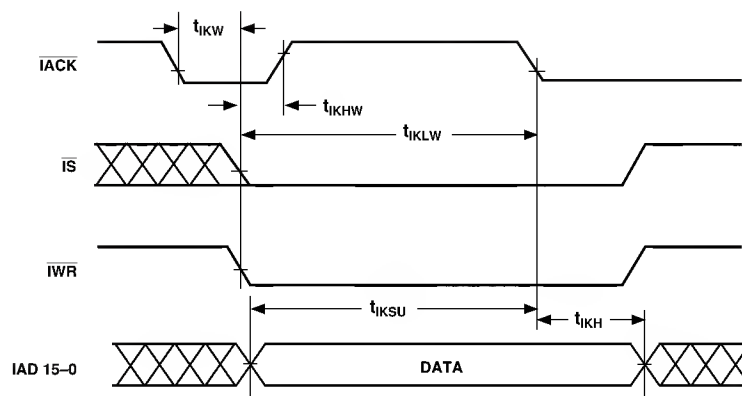 tIKW
IACK
tIKHW
tIKLW
IS
IWR
tIKSU
tIKH
IAD 15–0
DATA